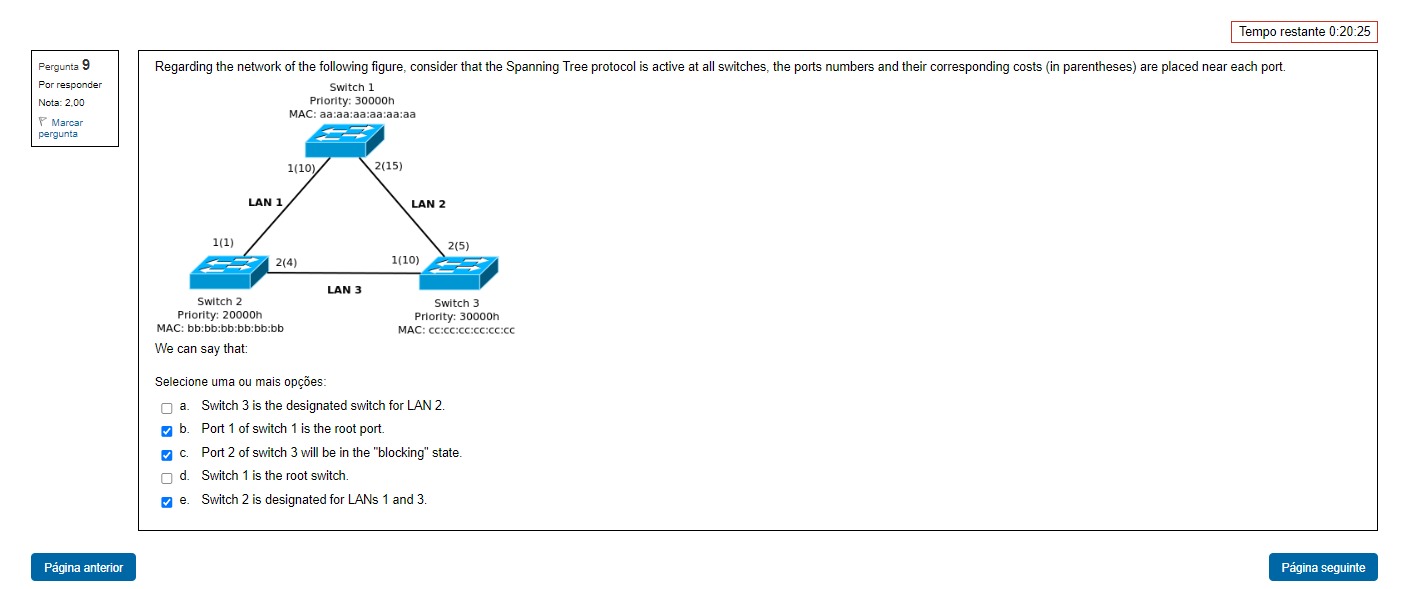 Tempo restante 0:20:25
Pergunta 9
Por responder
Nota: 2,00
Marcar
pergunta
Regarding the network of the following figure, consider that the Spanning Tree protocol is active at all switches, the ports numbers and their corresponding costs (in parentheses) are placed near each port.
Switch 1
Priority: 30000h
MAC: aa:aa:aa:aa:aa:aa
1(10)
2(15)
LAN 1
LAN 2
1(1)
2(5)
2(4)
1(10)
LAN 3
Switch 2
Priority: 20000h
MAC: bb:bb:bb:bb:bb:bb
Switch 3
Priority: 30000h
MAC: cc:cc:cc:cc:cc:cc
We can say that:
Selecione uma ou mais opções:
a. Switch 3 is the designated switch for LAN 2.
b. Port 1 of switch 1 is the root port.
c. Port 2 of switch 3 will be in the "blocking" state.
d. Switch 1 is the root switch.
e. Switch 2 is designated for LANs 1 and 3.
Página anterior
Página seguinte